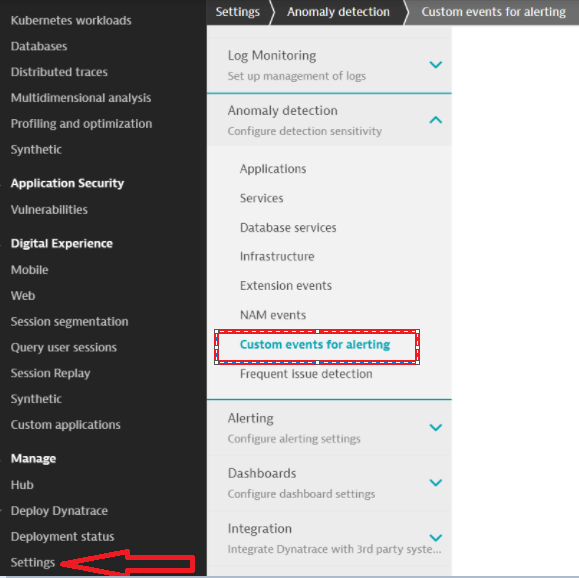 Kubernetes workloads
Databases
Distributed traces
Multidimensional analysis
Profiling and optimization
Synthetic
Application Security
Vulnerabilities
Digital Experience
Mobile
Web
Session segmentation
Query user sessions
Session Replay
Synthetic
Custom applications
Manage
Hub
Deploy Dynatrace
Deployment status
Settings
Settings Anomaly detection Custom events for alerting
Log Monitoring
Set up management of logs
Anomaly detection
Configure detection sensitivity
Applications
Services
Database services
Infrastructure
Extension events
NAM events
Custom events for alerting
Frequent issue detection
Alerting
Configure alerting settings
Dashboards
Configure dashboard settings
Integration
Integrate Dynatrace with 3rd party syste...